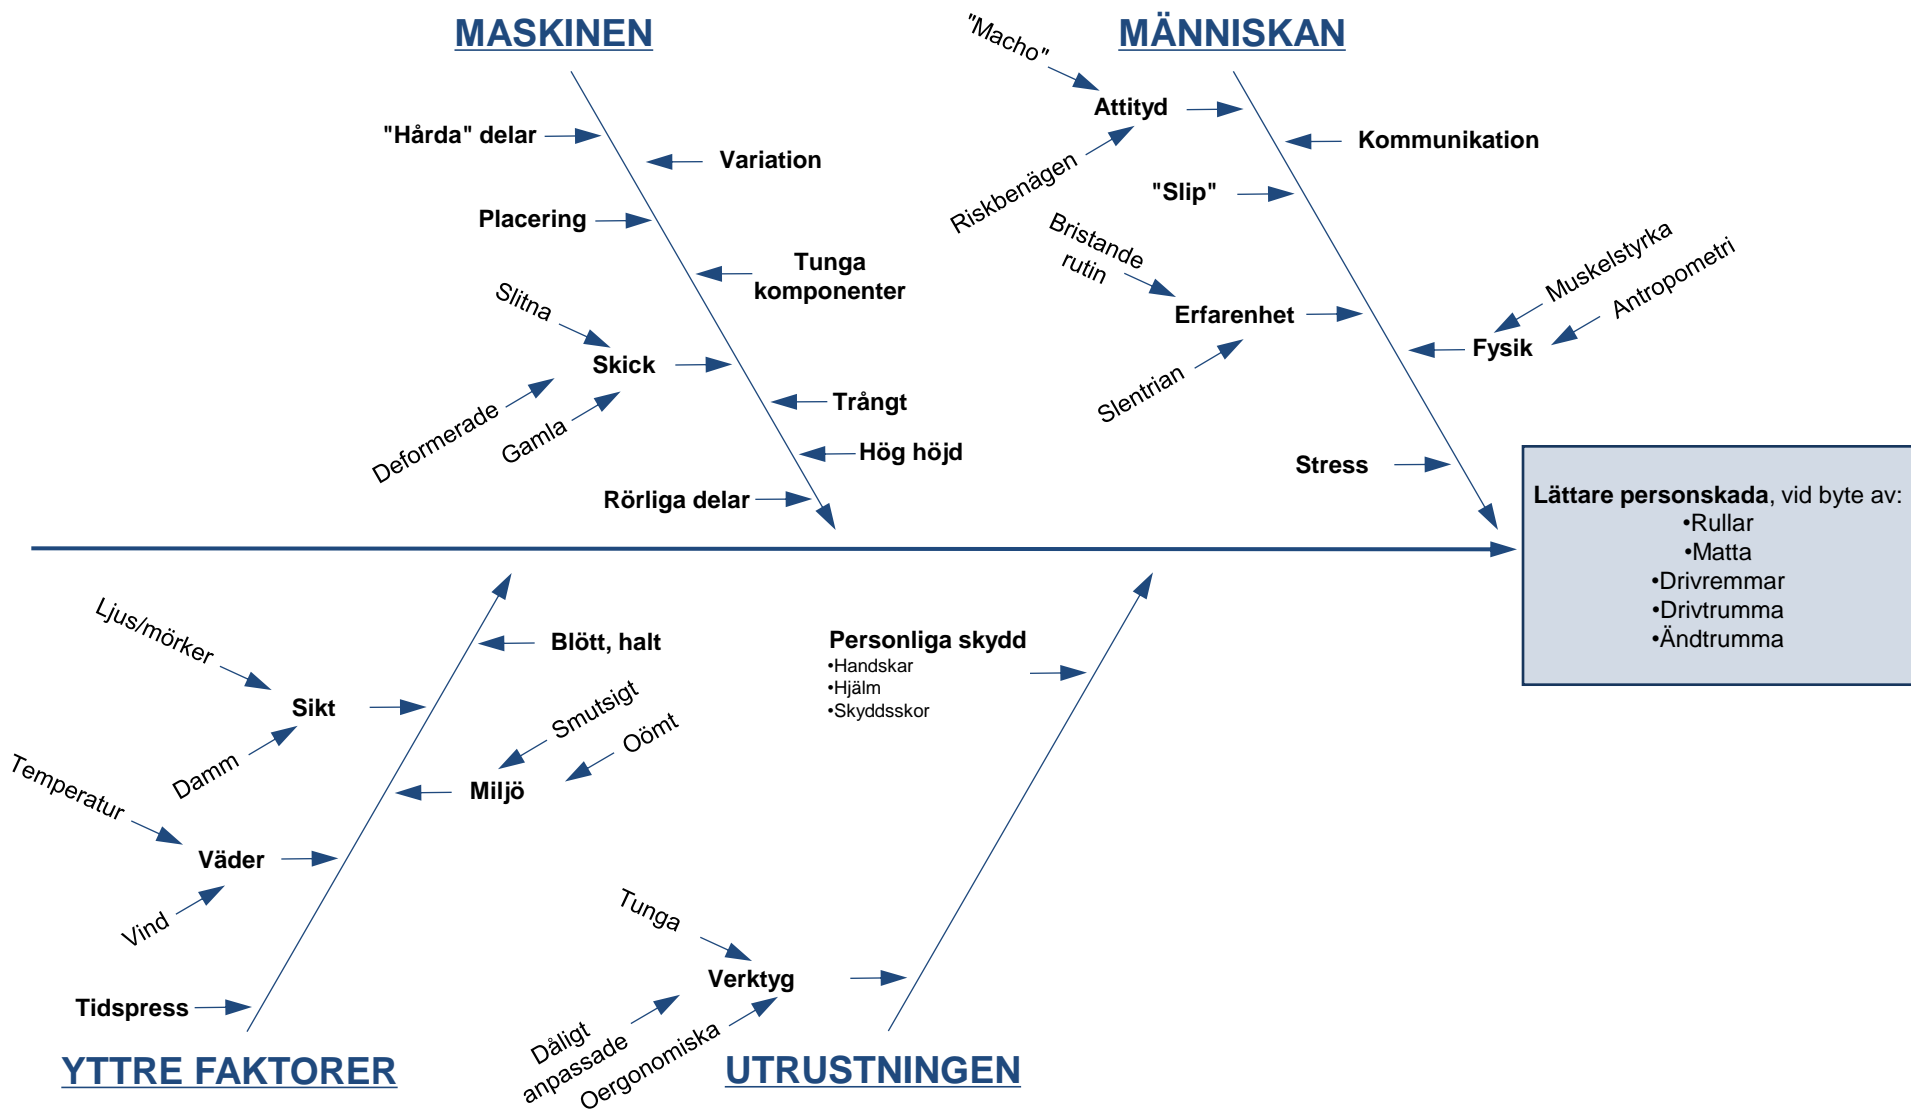 MASKINEN
"Hårda" delar
Variation
Placering
Tunga
komponenter
Slitna
Skick
Deformerade
Gamla
Trångt
Hög höjd
Rörliga delar
MÄNNISKAN
"Macho"
Attityd
Riskbenägen
Kommunikation
"Slip"
Bristande
rutin
Erfarenhet
Slentrian
Muskelstyrka
Antropometri
Fysik
Stress
Lättare personskada, vid byte av:
•Rullar
•Matta
•Drivremmar
•Drivtrumma
•Ändtrumma
Blött, halt
Ljus/mörker
Sikt
Damm
Smutsigt
Oömt
Miljö
Temperatur
Väder
Vind
Tidspress
YTTRE FAKTORER
Personliga skydd
•Handskar
•Hjälm
•Skyddsskor
Tunga
Verktyg
Dåligt
anpassade
Oergonomiska
UTRUSTNINGEN